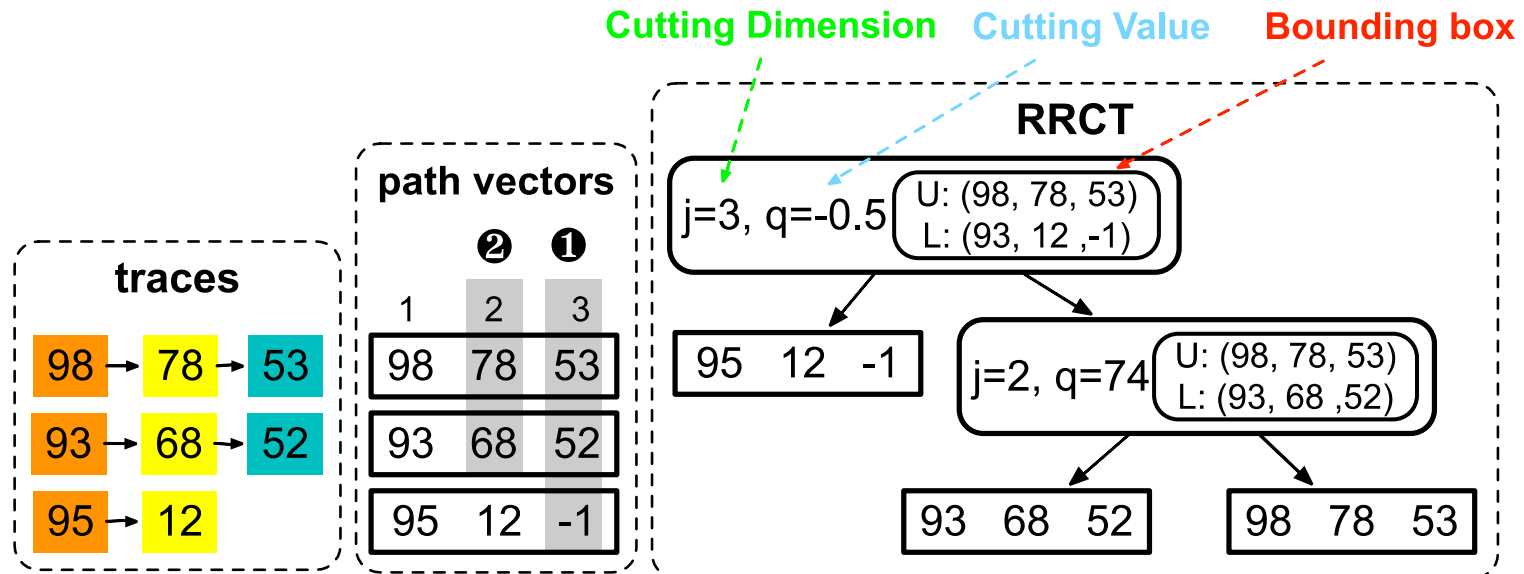 Cutting Dimension Cutting Value Bounding box
traces
98 78 53
93 68 52
95 12
path vectors
❷ ❶
1 2 3
98 78 53
93 68 52
95 12 -1
RRCT
j=3, q=-0.5
U: (98, 78, 53)
L: (93, 12 ,-1)
95 12 -1
j=2, q=74
U: (98, 78, 53)
L: (93, 68 ,52)
93 68 52
98 78 53